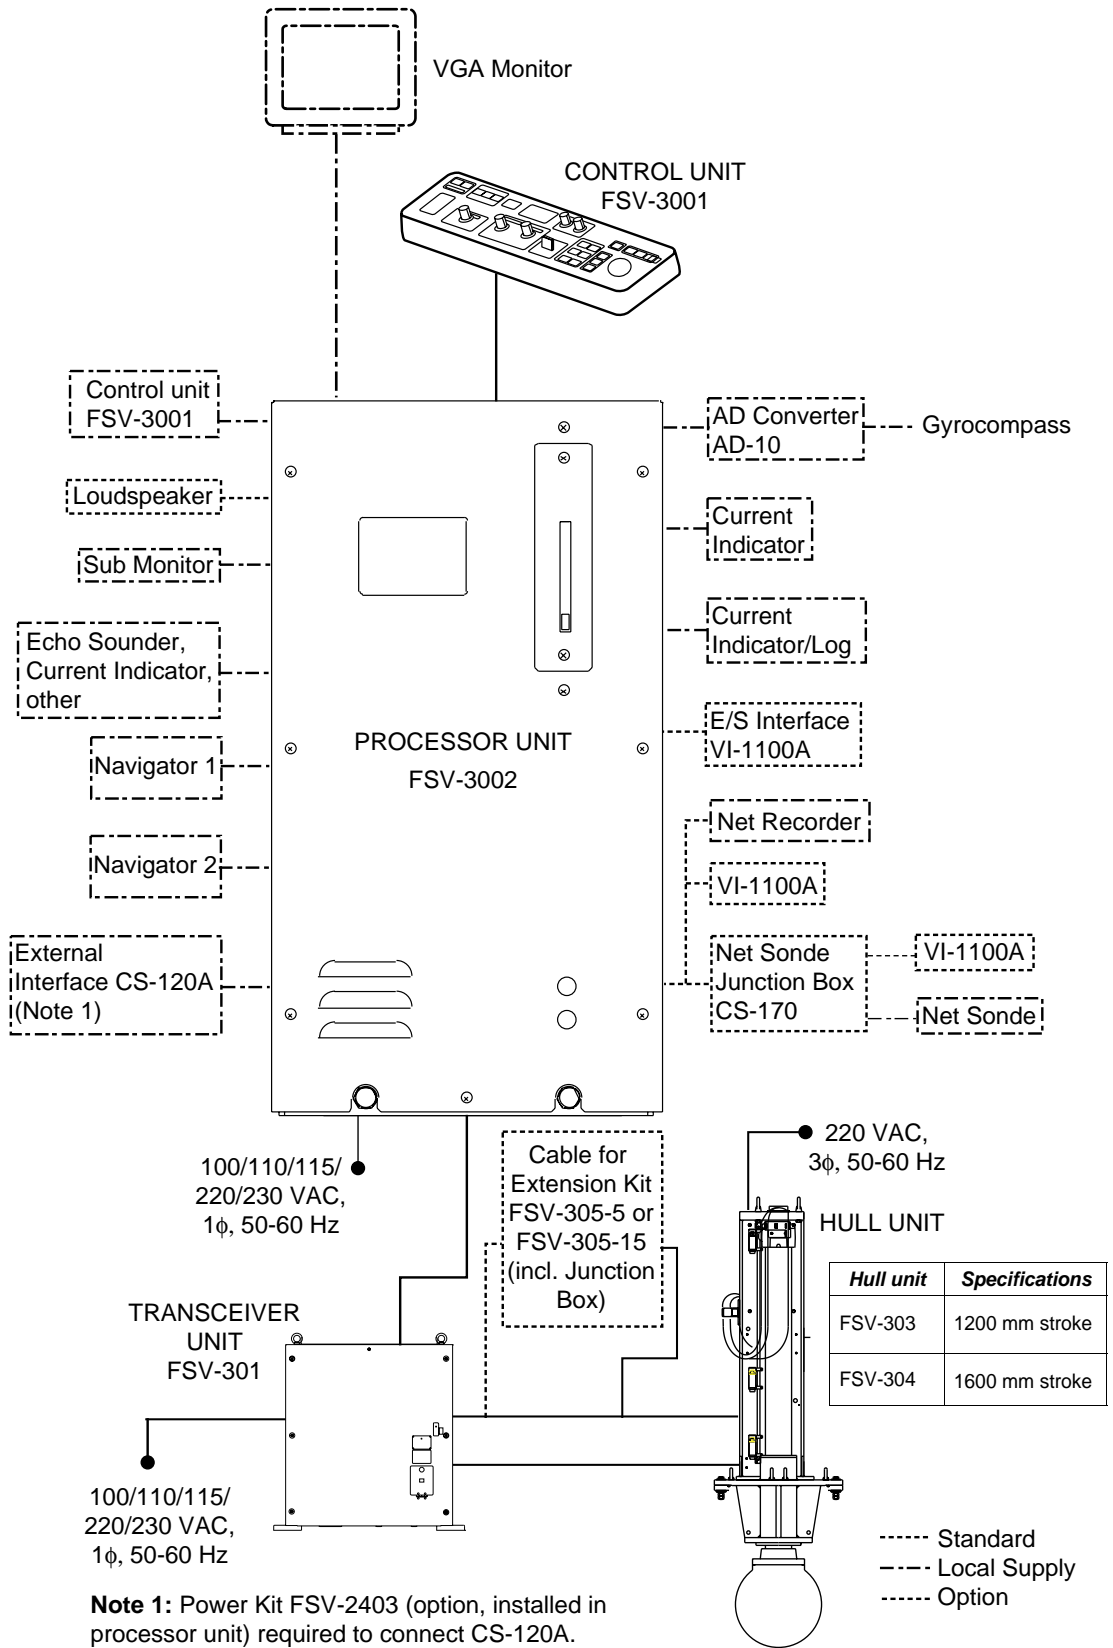 VGA Monitor
CONTROL UNIT
FSV-3001
Control unit
FSV-3001
Loudspeaker
Sub Monitor
Echo Sounder,
Current Indicator,
other
Navigator 1
Navigator 2
External
Interface CS-120A
(Note 1)
PROCESSOR UNIT
FSV-3002
AD Converter
AD-10
Gyrocompass
Current
Indicator
Current
Indicator/Log
E/S Interface
VI-1100A
Net Recorder
VI-1100A
Net Sonde
Junction Box
CS-170
VI-1100A
Net Sonde
100/110/115/
220/230 VAC,
1ϕ, 50-60 Hz
Cable for
Extension Kit
FSV-305-5 or
FSV-305-15
(incl. Junction
Box)
220 VAC,
3ϕ, 50-60 Hz
HULL UNIT
Hull unit Specifications
FSV-303 1200 mm stroke
FSV-304 1600 mm stroke
TRANSCEIVER
UNIT
FSV-301
100/110/115/
220/230 VAC,
1ϕ, 50-60 Hz
Standard
Local Supply
Option
Note 1: Power Kit FSV-2403 (option, installed in
processor unit) required to connect CS-120A.